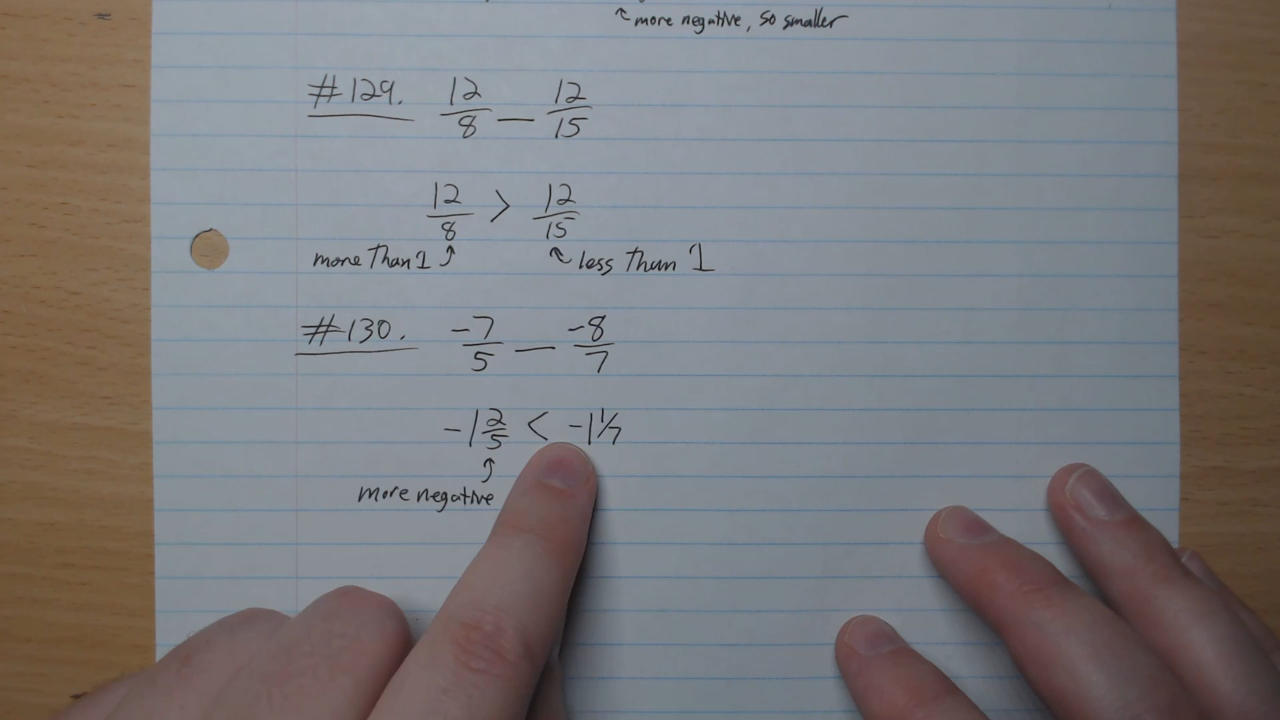 ↖ more negative, so smaller
#129. 12/8 _ 12/15
12/8 > 12/15
more than 1 ⤴ ↖ less than 1
#130. -7/5 _ -8/7
-1 2/5 < -1 1/7
more negative